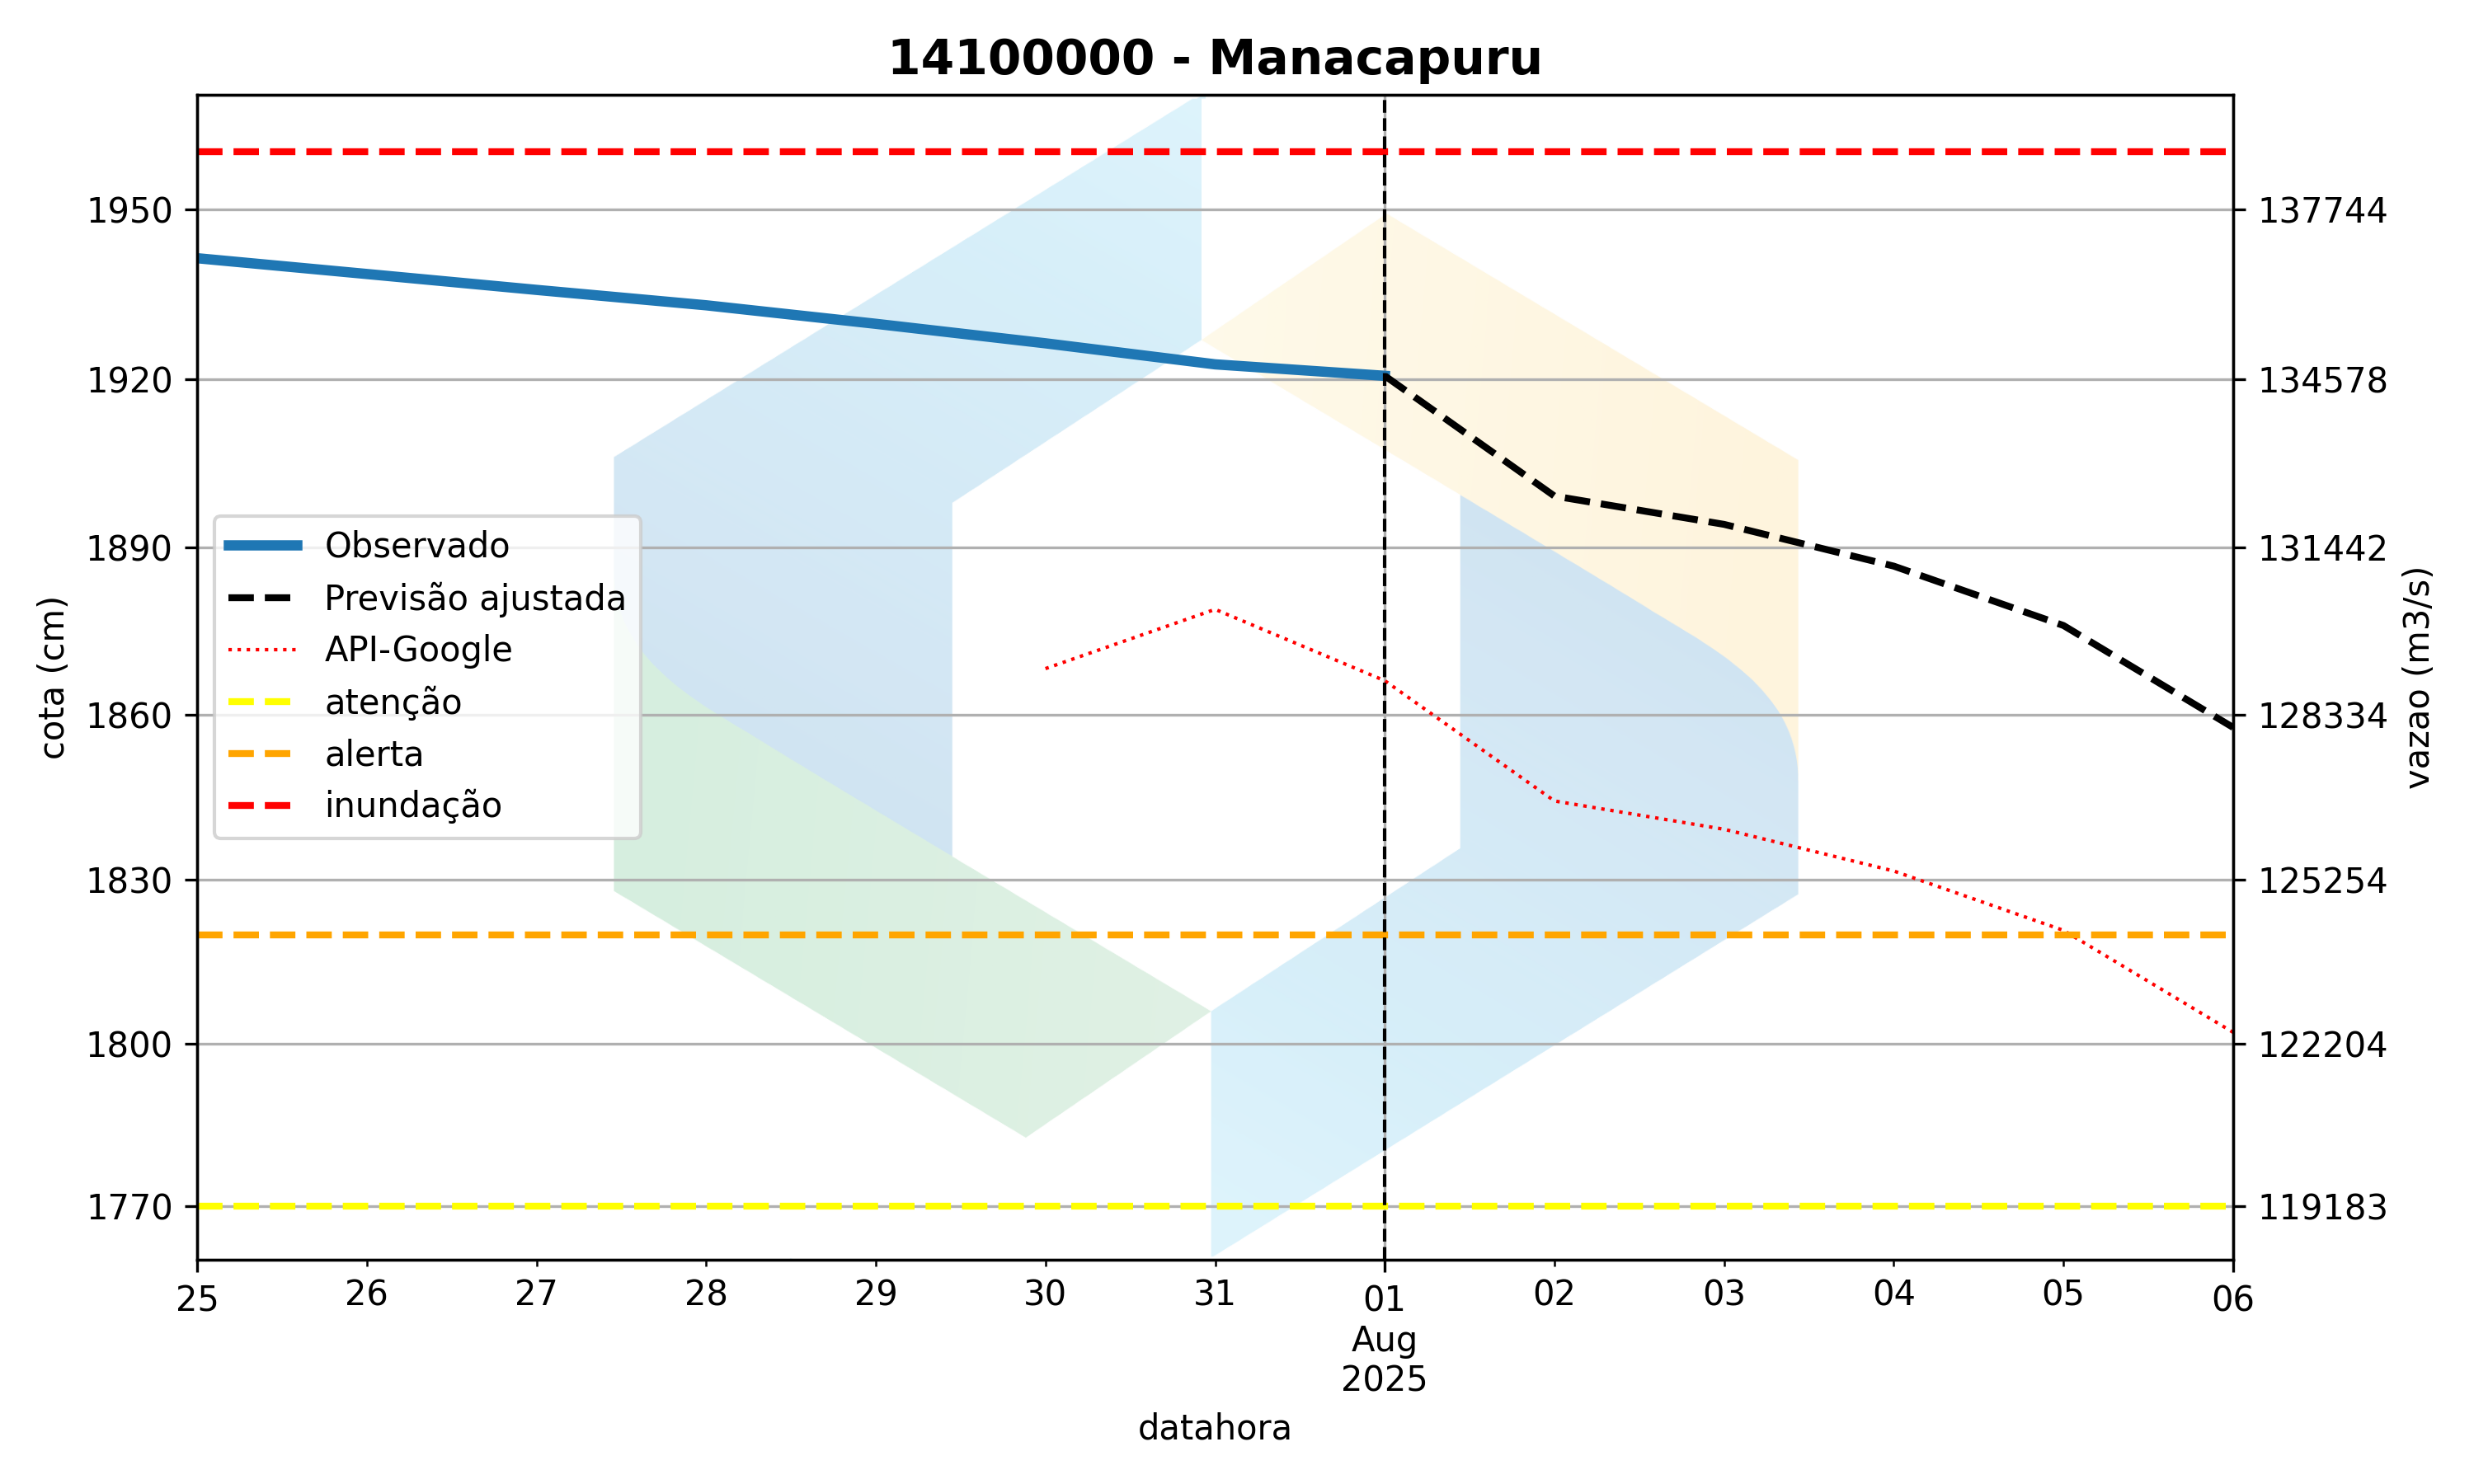 14100000 - Manacapuru
1950
1920
1890
1860
1830
1800
1770
cota (cm)
137744
134578
131442
128334
125254
122204
119183
vazao (m3/s)
Observado
Previsão ajustada
API-Google
atenção
alerta
inundação
25 26 27 28 29 30 31 01 02 03 04 05 06
Aug
2025
datahora